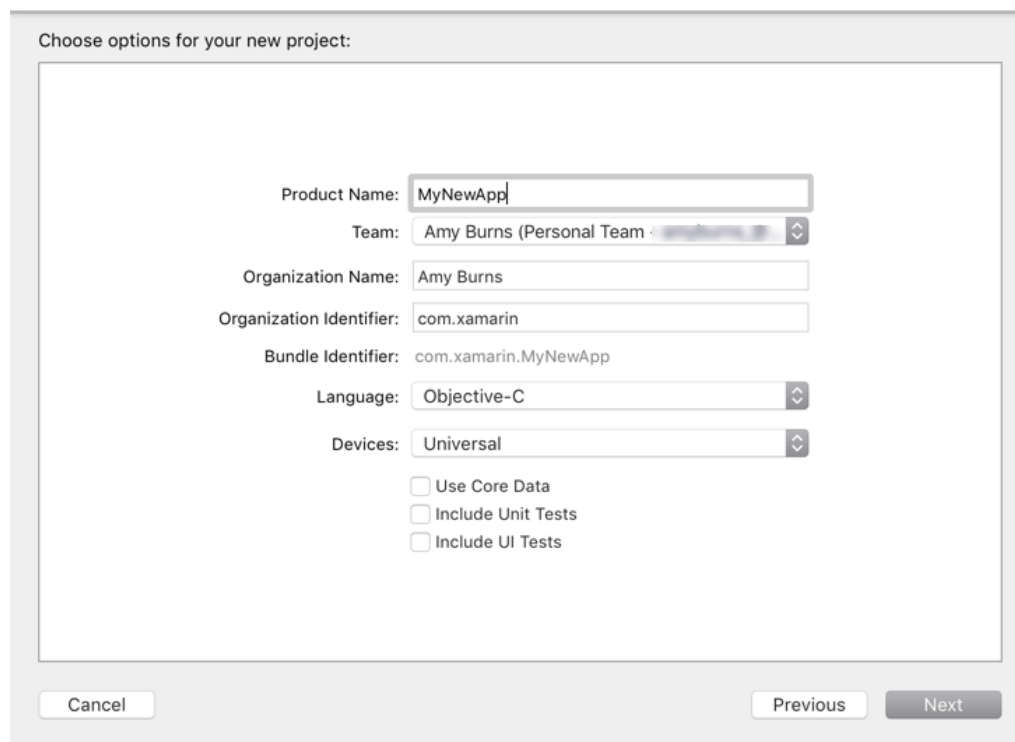 Choose options for your new project:
Product Name: MyNewApp
Team: Amy Burns (Personal Team -
Organization Name: Amy Burns
Organization Identifier: com.xamarin
Bundle Identifier: com.xamarin.MyNewApp
Language: Objective-C
Devices: Universal
Use Core Data
Include Unit Tests
Include UI Tests
Cancel Previous Next